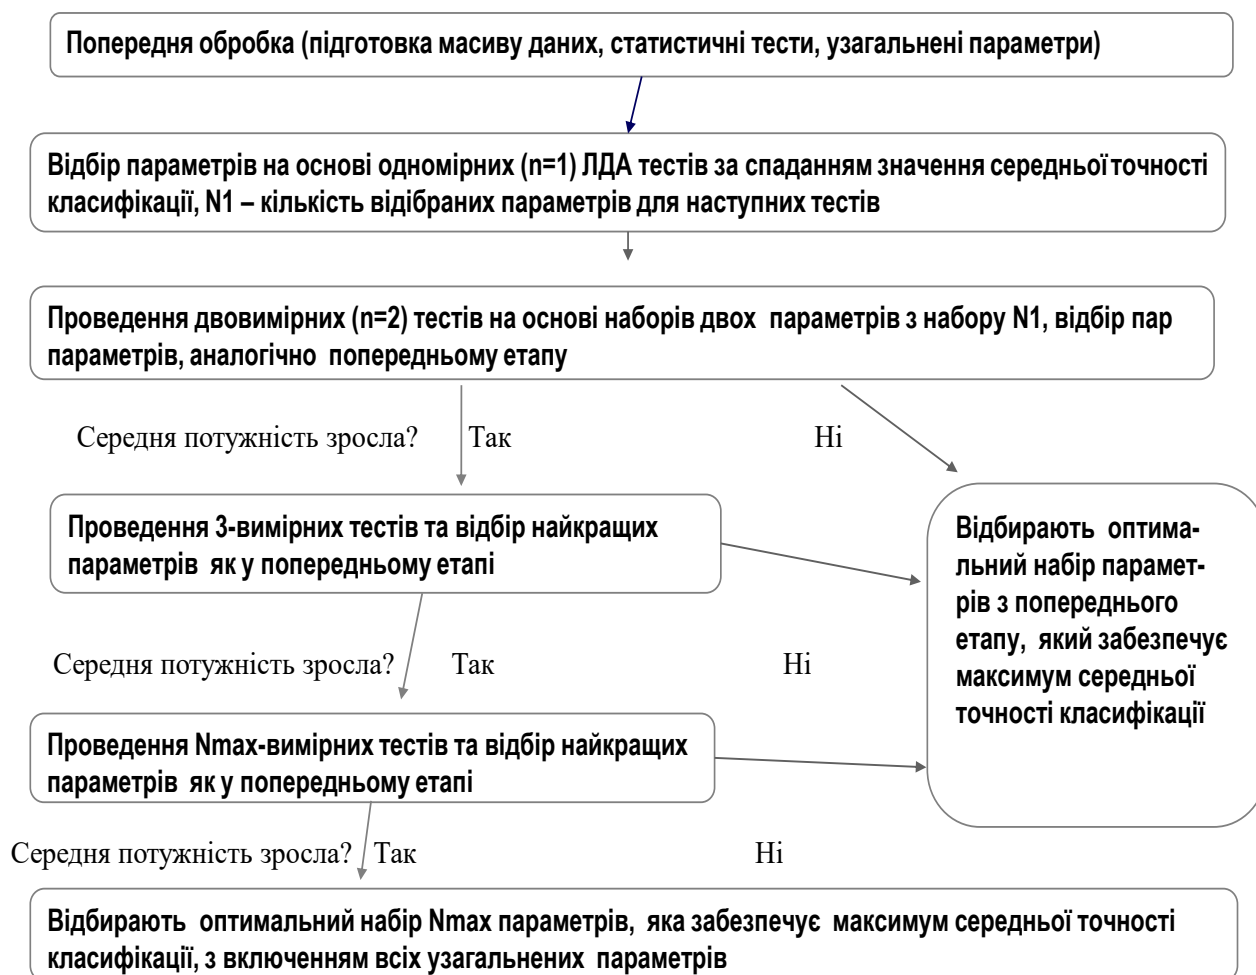 Попередня обробка (підготовка масиву даних, статистичні тести, узагальнені параметри)
Відбір параметрів на основі одномірних (n=1) ЛДА тестів за спаданням значення середньої точності
класифікації, N1 – кількість відібраних параметрів для наступних тестів
Проведення двовимірних (n=2) тестів на основі наборів двох параметрів з набору N1, відбір пар
параметрів, аналогічно попередньому етапу
Середня потужність зросла? Так Ні
Проведення 3-вимірних тестів та відбір найкращих
параметрів як у попередньому етапі
Відбирають оптима-
льний набір парамет-
рів з попереднього
етапу, який забезпечує
максимум середньої
точності класифікації
Середня потужність зросла? Так Ні
Проведення Nmax-вимірних тестів та відбір найкращих
параметрів як у попередньому етапі
Середня потужність зросла? Так Ні
Відбирають оптимальний набір Nmax параметрів, яка забезпечує максимум середньої точності
класифікації, з включенням всіх узагальнених параметрів